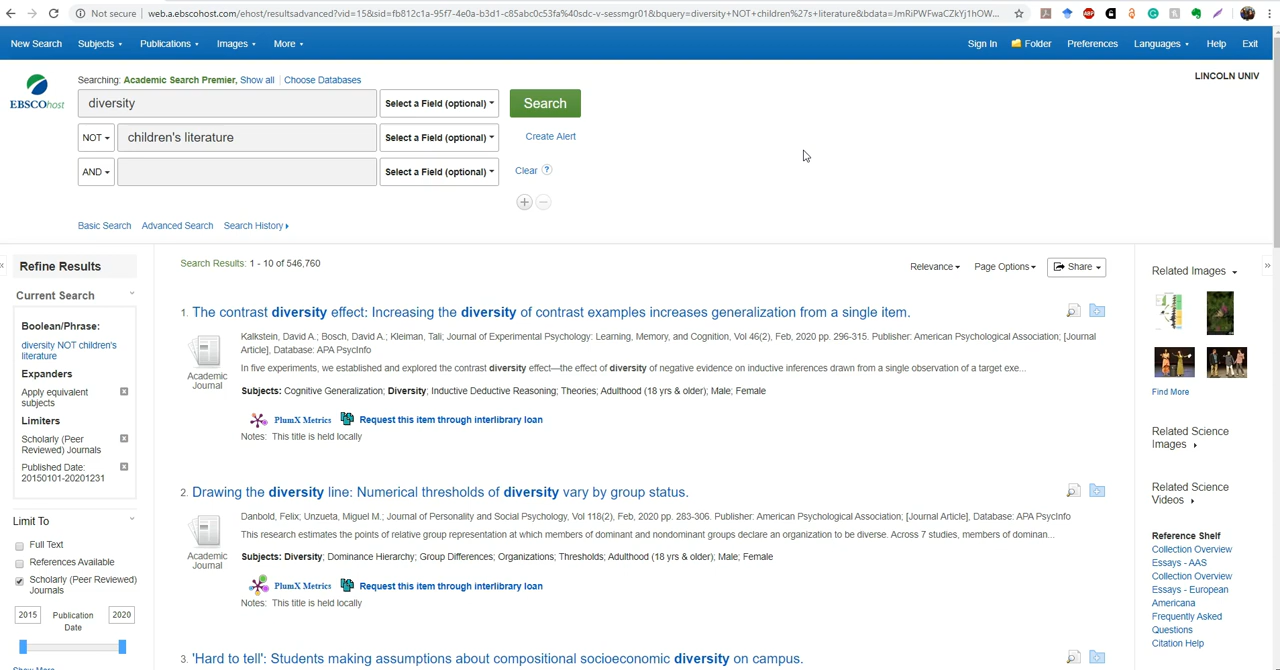 Not secure | web.a.ebscohost.com/ehost/resultsadvanced?vid=15&sid=fb812c1a-95f7-4e0a-b3d1-c85abc0c53fa%40sdc-v-sessmgr01&bquery=diversity+NOT+children%27s+literature&bdata=JmRiPWFwaCZkYj1hOW...
New Search Subjects Publications Images More Sign In Folder Preferences Languages Help Exit
Searching: Academic Search Premier, Show all | Choose Databases
LINCOLN UNIV
EBSCOhost
diversity Select a Field (optional) Search
NOT children's literature Select a Field (optional) Create Alert
AND Select a Field (optional) Clear ?
Basic Search Advanced Search Search History
Refine Results
Current Search
Boolean/Phrase:
diversity NOT children's
literature
Expanders
Apply equivalent
subjects
Limiters
Scholarly (Peer
Reviewed) Journals
Published Date:
20150101-20201231
Limit To
Full Text
References Available
Scholarly (Peer Reviewed)
Journals
2015 Publication 2020
Date
Show More
Search Results: 1 - 10 of 546,760
Relevance Page Options Share
1. The contrast diversity effect: Increasing the diversity of contrast examples increases generalization from a single item.
Academic
Journal
Kalkstein, David A.; Bosch, David A.; Kleiman, Tali; Journal of Experimental Psychology: Learning, Memory, and Cognition, Vol 46(2), Feb, 2020 pp. 296-315. Publisher: American Psychological Association; [Journal
Article], Database: APA PsycInfo
In five experiments, we established and explored the contrast diversity effect—the effect of diversity of negative evidence on inductive inferences drawn from a single observation of a target exe...
Subjects: Cognitive Generalization; Diversity; Inductive Deductive Reasoning; Theories; Adulthood (18 yrs & older); Male; Female
PlumX Metrics Request this item through interlibrary loan
Notes: This title is held locally
2. Drawing the diversity line: Numerical thresholds of diversity vary by group status.
Academic
Journal
Danbold, Felix; Unzueta, Miguel M.; Journal of Personality and Social Psychology, Vol 118(2), Feb, 2020 pp. 283-306. Publisher: American Psychological Association; [Journal Article], Database: APA PsycInfo
This research estimates the points of relative group representation at which members of dominant and nondominant groups declare an organization to be diverse. Across 7 studies, members of dominan...
Subjects: Diversity; Dominance Hierarchy; Group Differences; Organizations; Thresholds; Adulthood (18 yrs & older); Male; Female
PlumX Metrics Request this item through interlibrary loan
Notes: This title is held locally
3. 'Hard to tell': Students making assumptions about compositional socioeconomic diversity on campus.
Related Images
Find More
Related Science
Images
Related Science
Videos
Reference Shelf
Collection Overview
Essays - AAS
Collection Overview
Essays - European
Americana
Frequently Asked
Questions
Citation Help